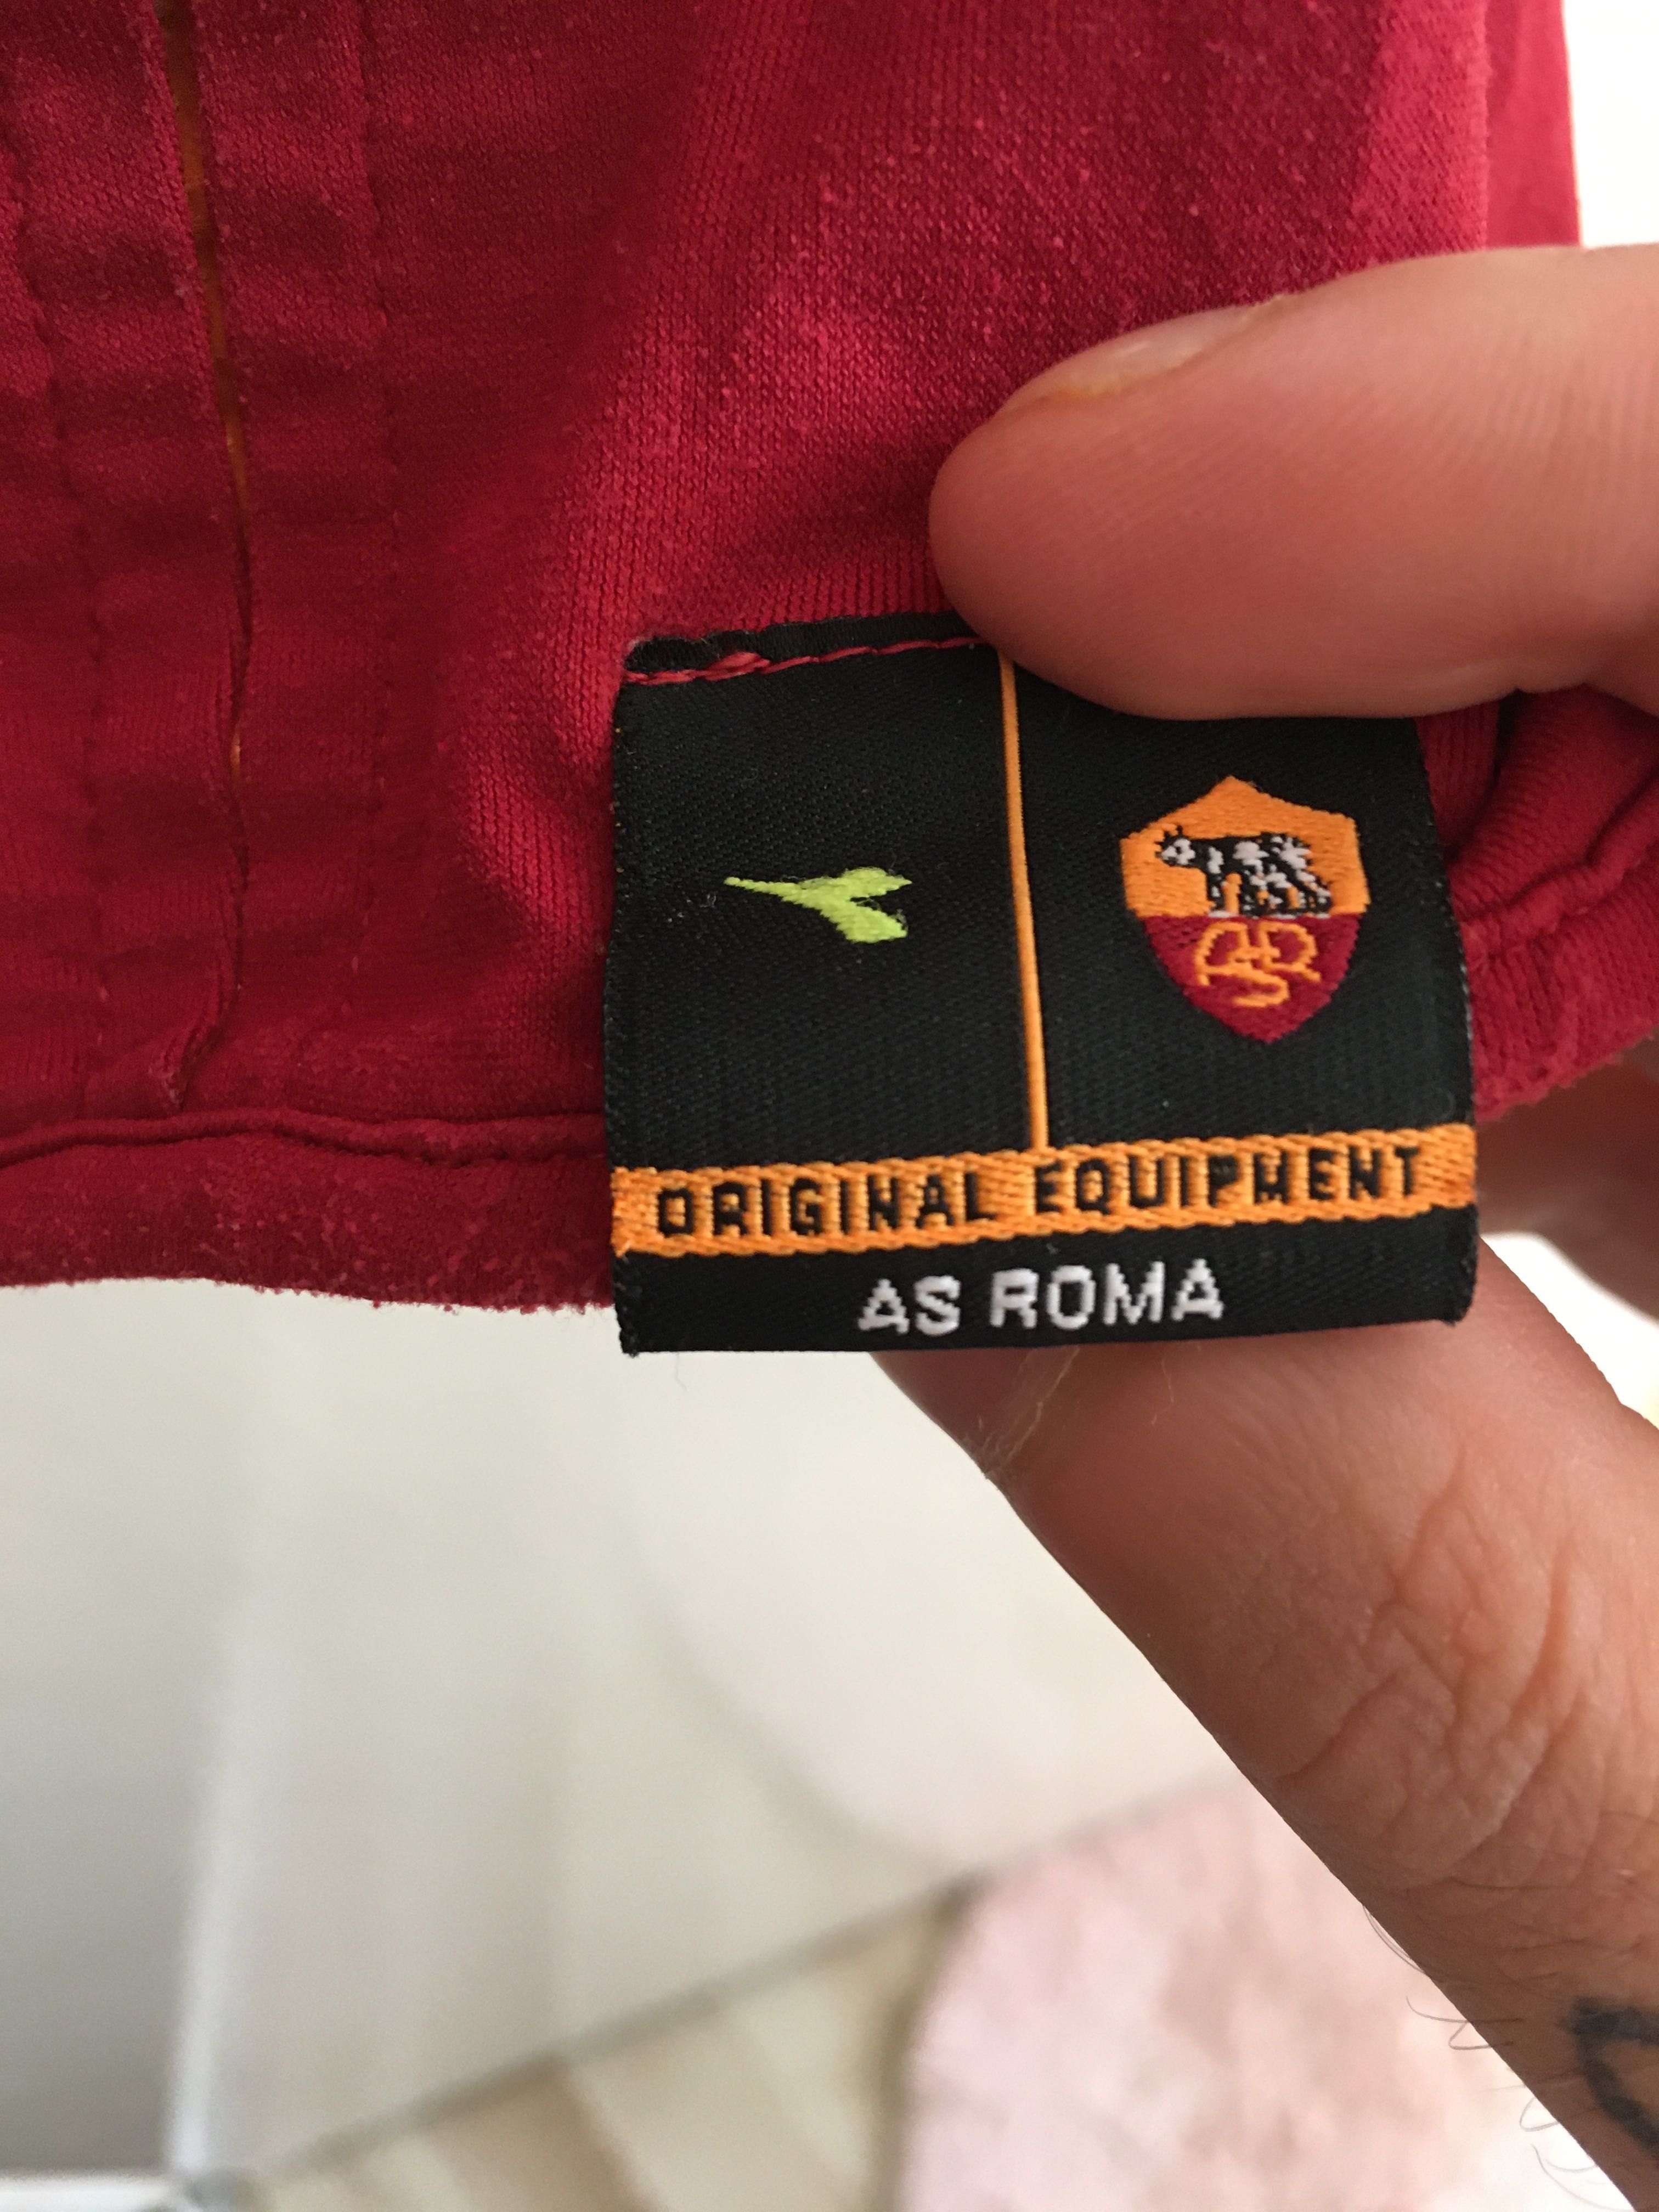 ASR
ORIGINAL EQUIPMENT
AS ROMA